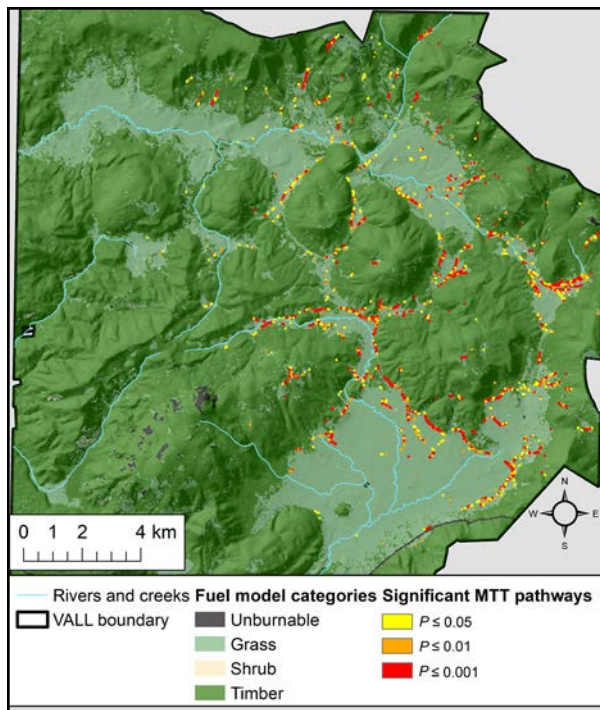 N
W E
S
0 1 2 4 km
Rivers and creeks Fuel model categories Significant MTT pathways
VALL boundary Unburnable P ≤ 0.05
Grass P ≤ 0.01
Shrub P ≤ 0.001
Timber